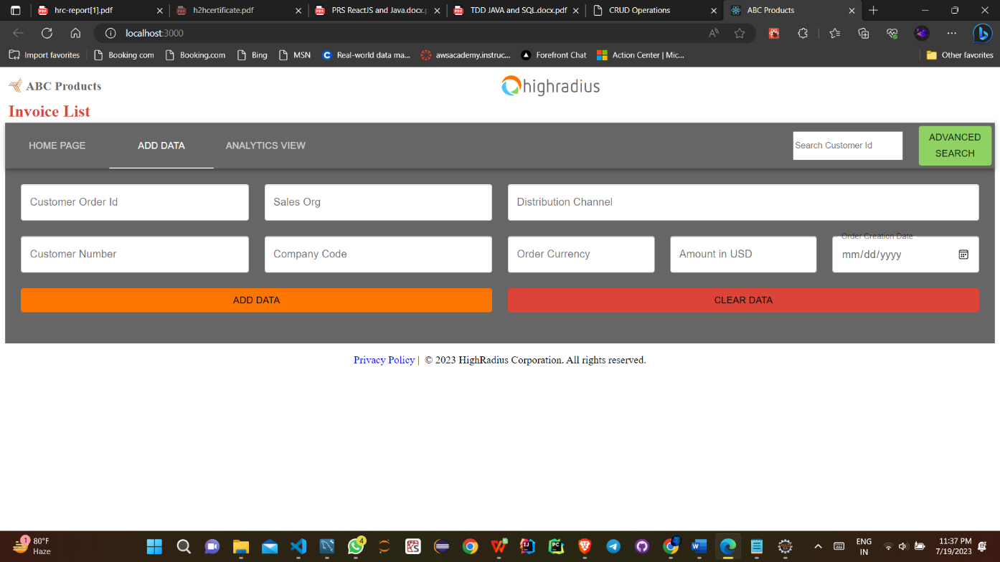 hrc-report[1].pdf
h2hcertificate.pdf
PRS ReactJS and Java.docx.p
TDD JAVA and SQL.docx.pdf
CRUD Operations
ABC Products
localhost:3000
Import favorites
Booking com
Booking.com
Bing
MSN
Real-world data ma...
awsacademy.instruc...
Forefront Chat
Action Center | Mic...
Other favorites
ABC Products
highradius
Invoice List
HOME PAGE
ADD DATA
ANALYTICS VIEW
Search Customer Id
ADVANCED
SEARCH
Customer Order Id
Sales Org
Distribution Channel
Order Creation Date
Customer Number
Company Code
Order Currency
Amount in USD
mm/dd/yyyy
ADD DATA
CLEAR DATA
Privacy Policy | © 2023 HighRadius Corporation. All rights reserved.
1
80°F
Haze
4
ENG
IN
11:37 PM
7/19/2023